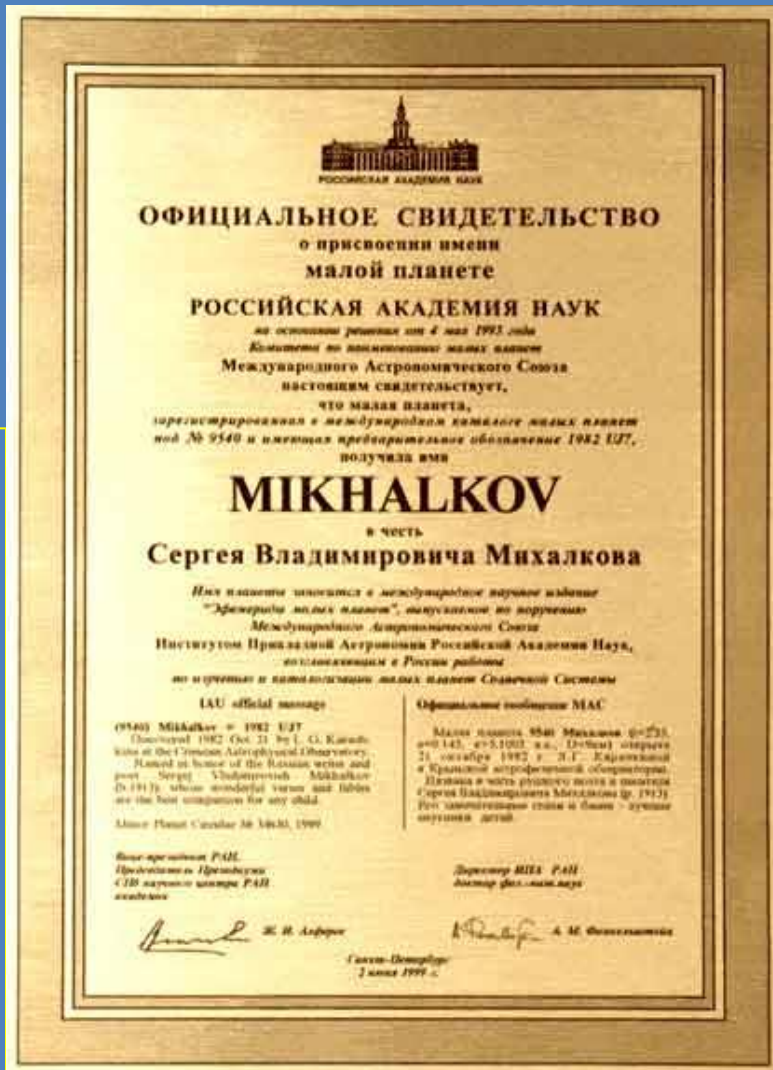 РОССИЙСКАЯ АКАДЕМИЯ НАУК
ОФИЦИАЛЬНОЕ СВИДЕТЕЛЬСТВО
о присвоении имени
малой планете
РОССИЙСКАЯ АКАДЕМИЯ НАУК
на основании решения от 4 мая года
Комитета по наименованию малых планет
Международного Астрономического Союза
настоящим свидетельствует,
что малая планета,
зарегистрированная в международном каталоге малых планет
под № 9540 и имеющая предварительное обозначение 1982 UJ7,
получила имя
MIKHALKOV
в честь
Сергея Владимировича Михалкова
Имя планеты заносится в международное научное издание
"Эфемериды малых планет", выпускаемое по поручению
Международного Астрономического Союза
Институтом Прикладной Астрономии Российской Академии Наук,
возглавляющим в России работы
по изучению и каталогизации малых планет Солнечной Системы
IAU official message
(9540) Mikhalkov = 1982 UJ7
Discovered 1982 Oct. 21 by L. G. Karach-
kina at the Crimean Astrophysical Observatory.
Named in honor of the Russian writer and
poet Sergej Vladimirovich Mikhalkov
(b.1913), whose wonderful verses and fables
are the best companion for any child.
Minor Planet Circular № 1999
Официальное сообщение МАС
Малая планета 9540 Михалков
открыта
21 октября 1982 г. Л.Г. Карачкиной
в Крымской астрофизической обсерватории.
Названа в честь русского поэта и писателя
Сергея Владимировича Михалкова (р. 1913).
Его замечательные стихи и басни - лучшие
спутники детей.
Вице-президент РАН,
Председатель Президиума
СПб научного центра РАН
академик
Ж. И. Алферов
Директор ИПА РАН
доктор физ.-мат.наук
А. М. Финкельштейн
Санкт-Петербург
2 июня 1999 г.